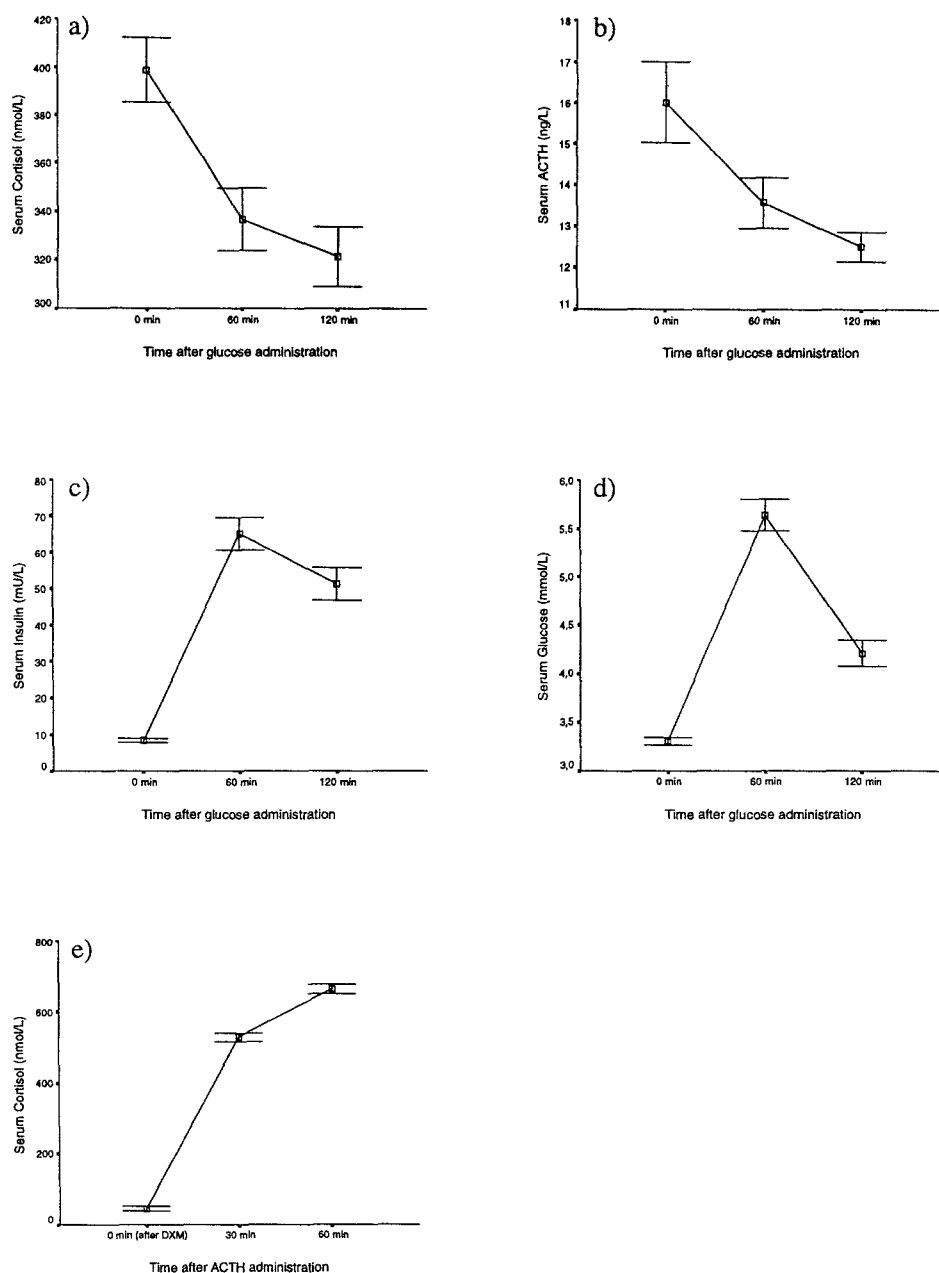 a)
420
400
380
360
340
320
300
Serum Cortisol (nmol/L)
0 min 60 min 120 min
Time after glucose administration
b)
18
17
16
15
14
13
12
11
Serum ACTH (ng/L)
0 min 60 min 120 min
Time after glucose administration
c)
80
70
60
50
40
30
20
10
0
Serum Insulin (mU/L)
0 min 60 min 120 min
Time after glucose administration
d)
6,0
5,5
5,0
4,5
4,0
3,5
3,0
Serum Glucose (mmol/L)
0 min 60 min 120 min
Time after glucose administration
e)
800
600
400
200
0
Serum Cortisol (nmol/L)
0 min (after DXM) 30 min 60 min
Time after ACTH administration